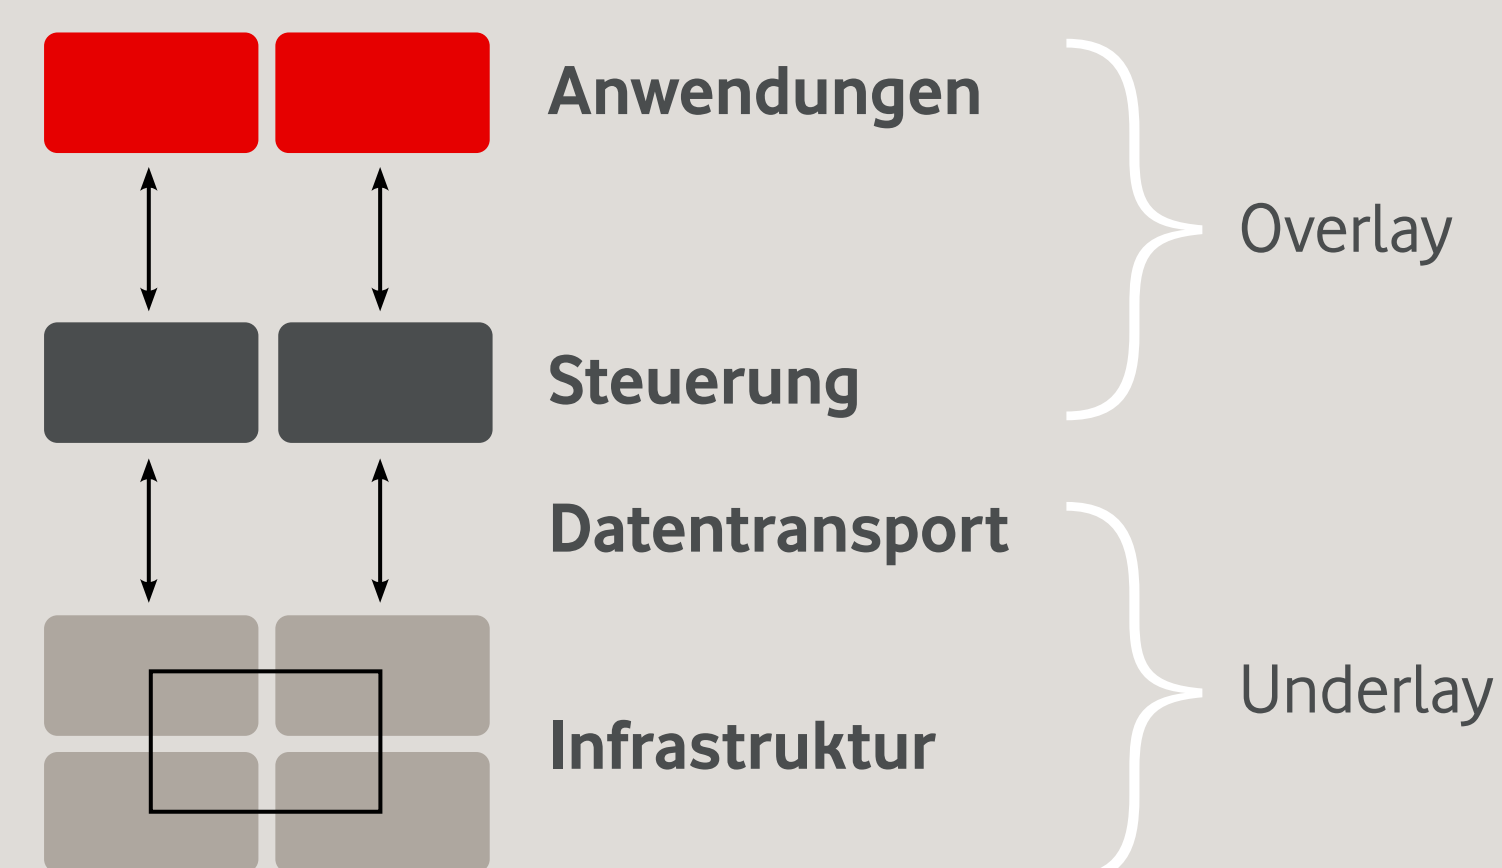 Anwendungen
Overlay
Steuerung
Datentransport
Underlay
Infrastruktur